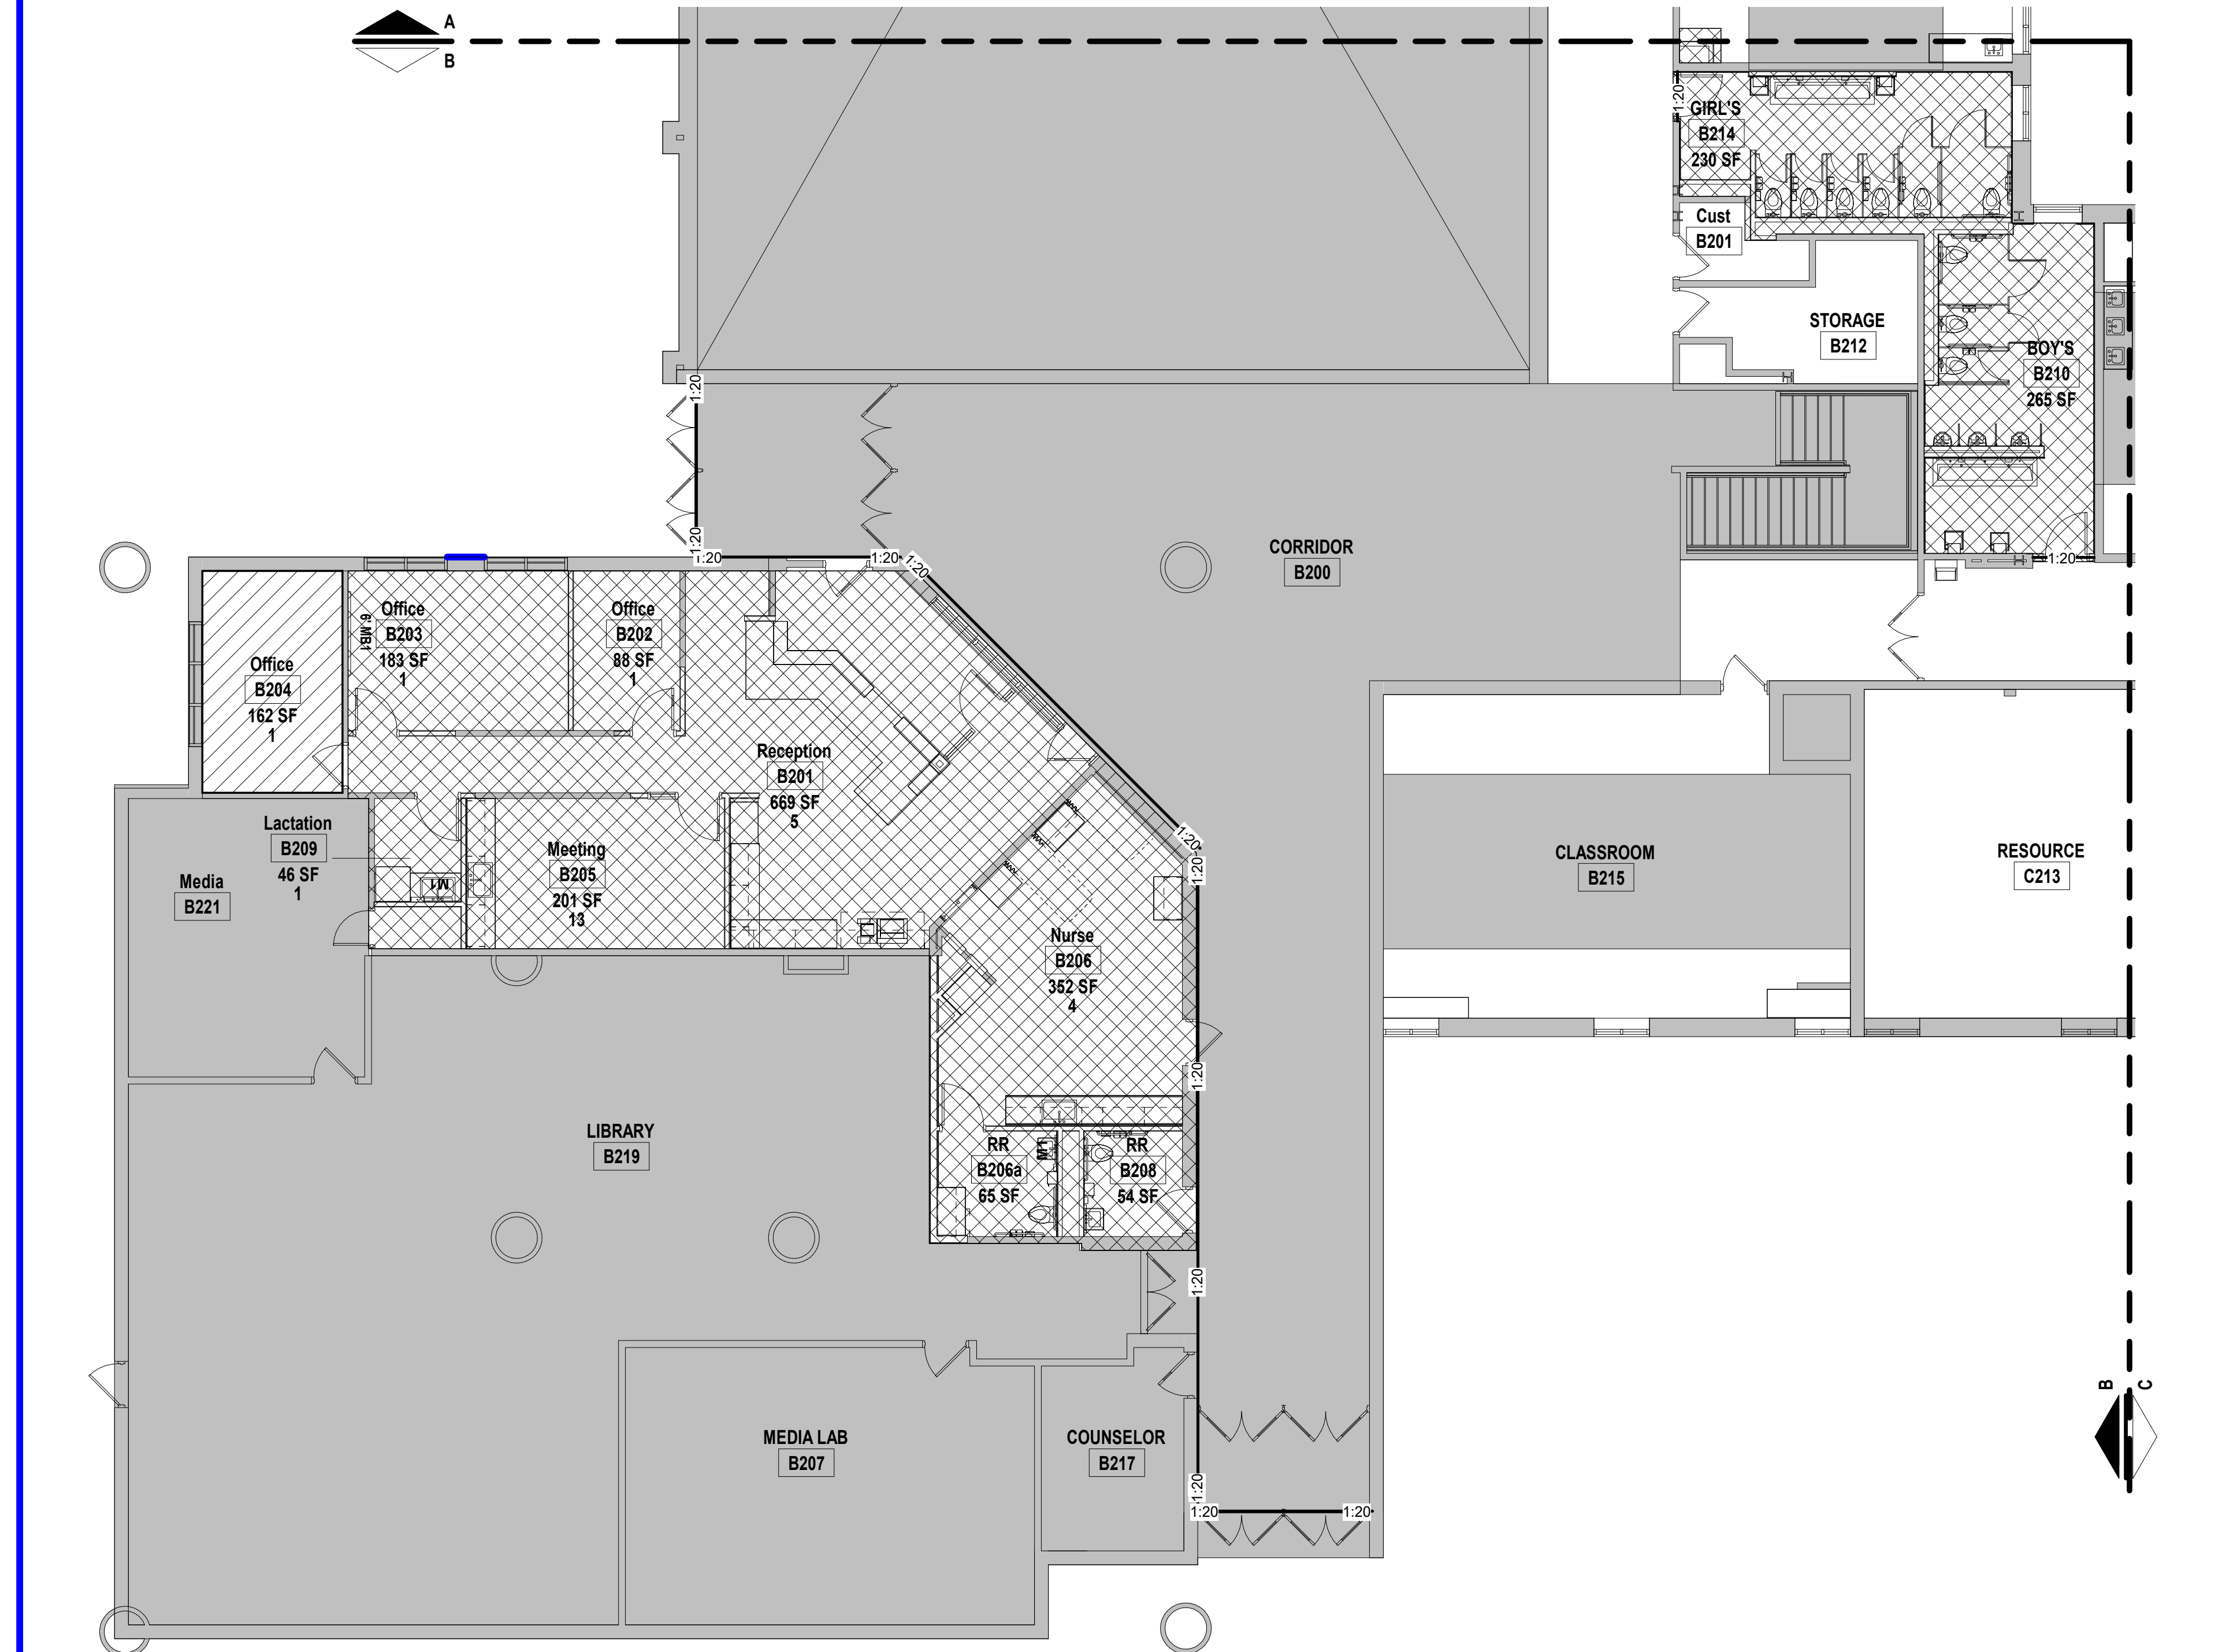 A
B
1:20
GIRL'S
B214
230 SF
Cust
B201
STORAGE
B212
BOY'S
B210
265 SF
1:20
1:20
1:20
1:20
1:20
CORRIDOR
B200
1:20
Office
B203
183 SF
1
6' MB1
Office
B202
88 SF
1
Office
B204
162 SF
1
Reception
B201
669 SF
5
Lactation
B209
46 SF
1
M1
Meeting
B205
201 SF
13
Media
B221
1:20
1:20
CLASSROOM
B215
RESOURCE
C213
Nurse
B206
352 SF
4
1:20
LIBRARY
B219
RR
B206a
65 SF
M1
RR
B208
54 SF
1:20
MEDIA LAB
B207
COUNSELOR
B217
1:20
1:20
1:20
B
C